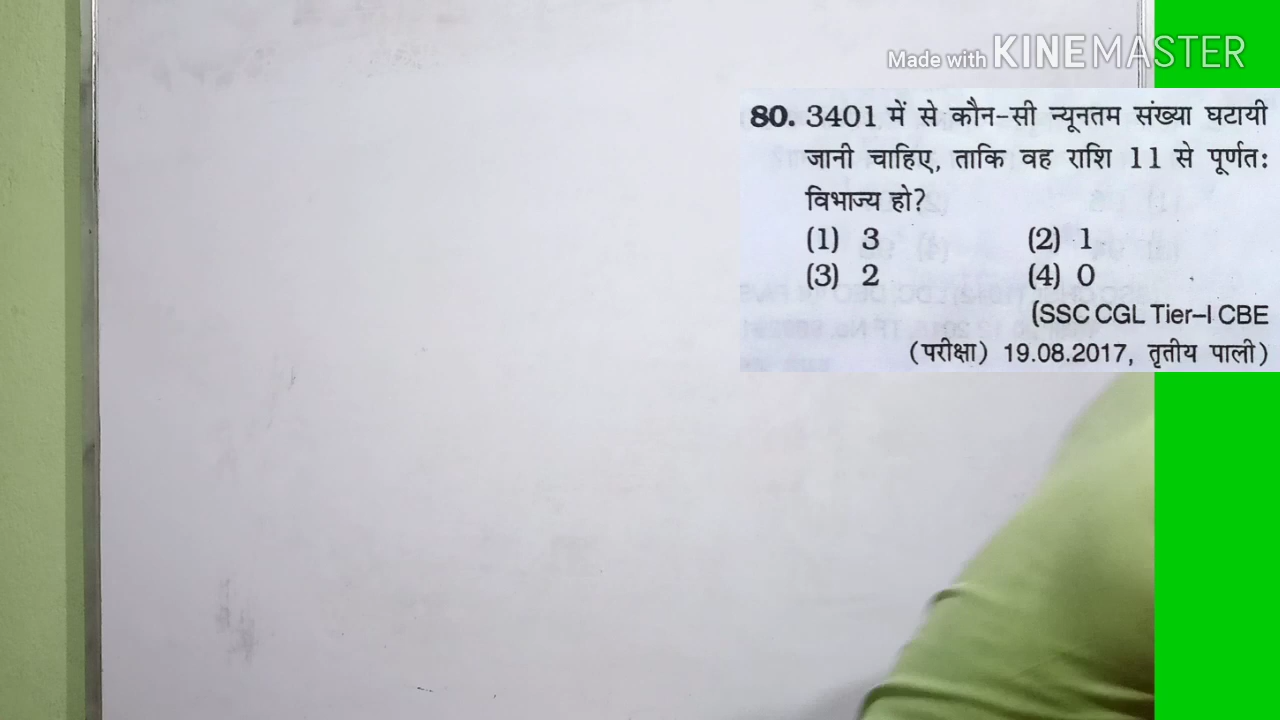 Made with KINEMASTER
80. 3401 में से कौन-सी न्यूनतम संख्या घटायी
जानी चाहिए, ताकि वह राशि 11 से पूर्णतः
विभाज्य हो?
(1) 3 (2) 1
(3) 2 (4) 0
(SSC CGL Tier–I CBE
(परीक्षा) 19.08.2017, तृतीय पाली)